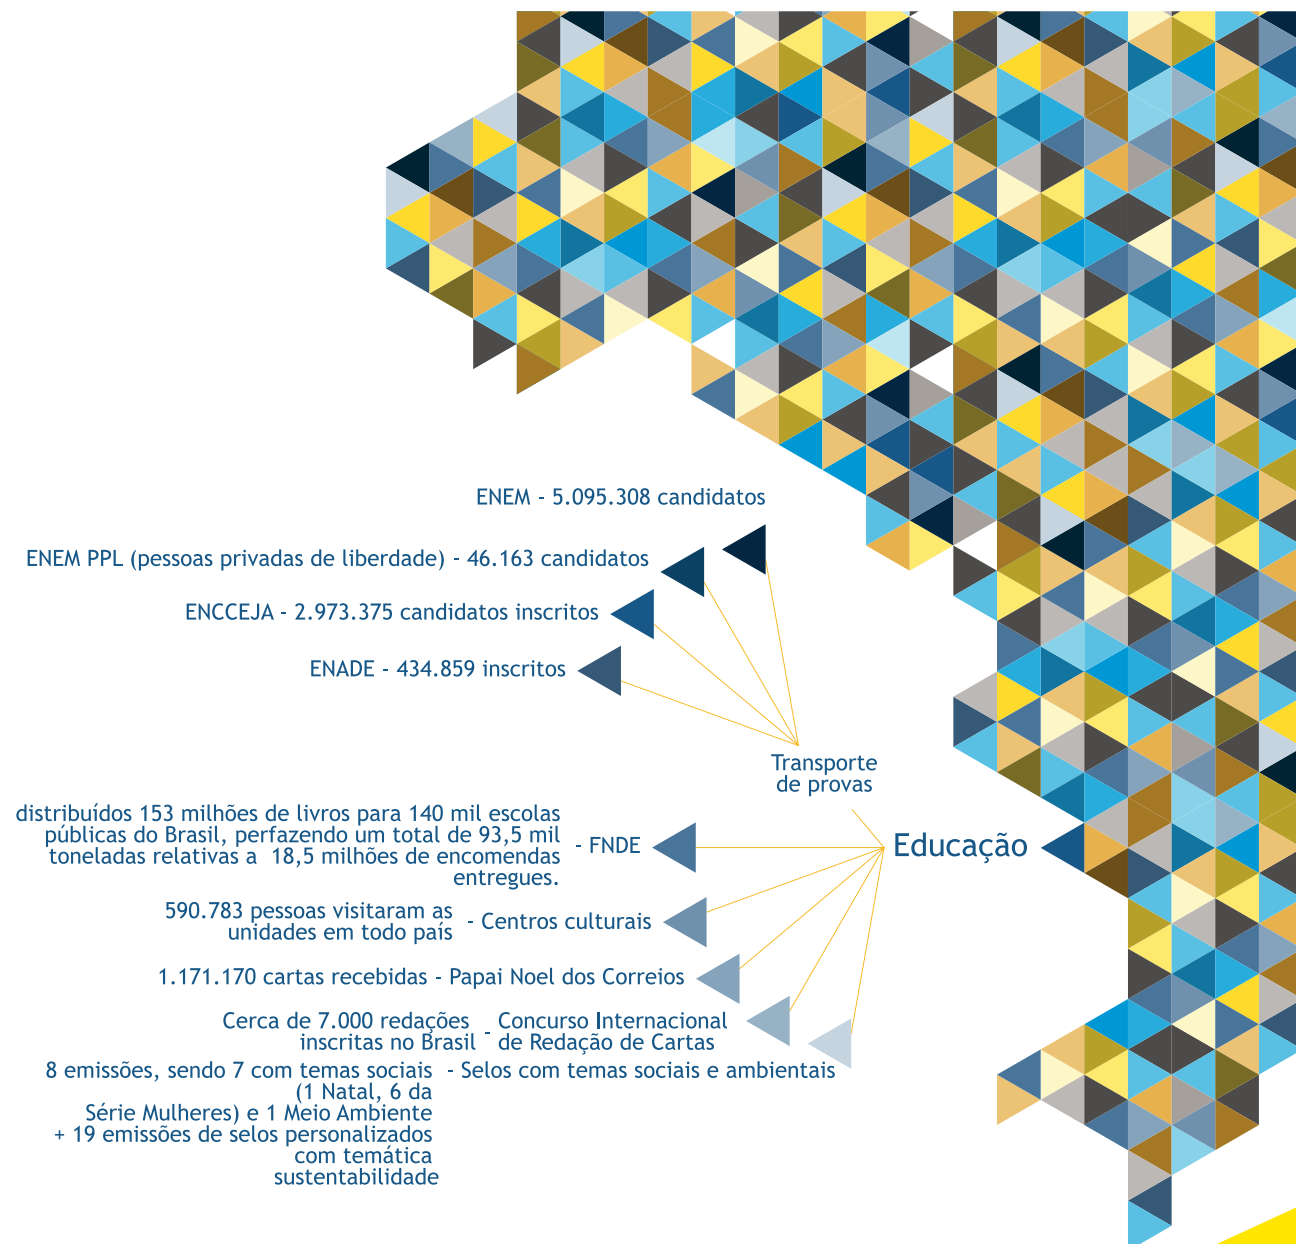 ENEM - 5.095.308 candidatos
ENEM PPL (pessoas privadas de liberdade) - 46.163 candidatos
ENCCEJA - 2.973.375 candidatos inscritos
ENADE - 434.859 inscritos
Transporte
de provas
Educação
distribuídos 153 milhões de livros para 140 mil escolas
públicas do Brasil, perfazendo um total de 93,5 mil
toneladas relativas a 18,5 milhões de encomendas
entregues.
- FNDE
590.783 pessoas visitaram as
unidades em todo país
- Centros culturais
1.171.170 cartas recebidas - Papai Noel dos Correios
Cerca de 7.000 redações
inscritas no Brasil
- Concurso Internacional
de Redação de Cartas
8 emissões, sendo 7 com temas sociais
(1 Natal, 6 da
Série Mulheres) e 1 Meio Ambiente
+ 19 emissões de selos personalizados
com temática
sustentabilidade
- Selos com temas sociais e ambientais